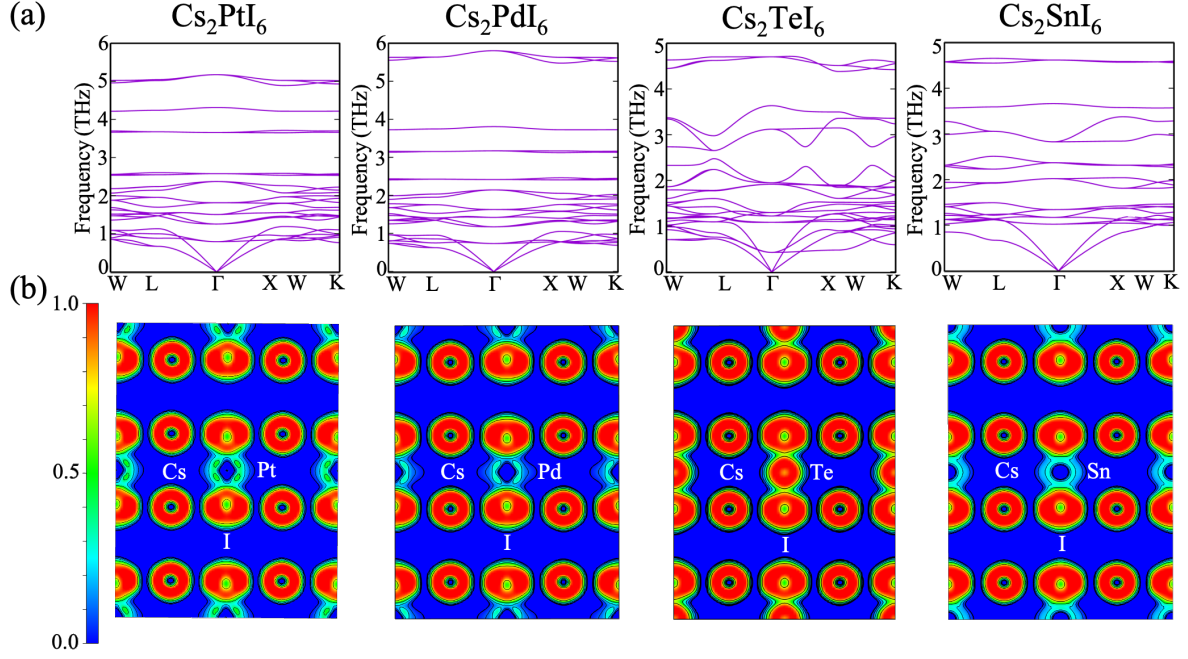 (a)
Cs₂PtI₆ Cs₂PdI₆ Cs₂TeI₆ Cs₂SnI₆
Frequency (THz)
6
5
4
3
2
1
0
W L Γ X W K
Frequency (THz)
6
5
4
3
2
1
0
W L Γ X W K
Frequency (THz)
5
4
3
2
1
0
W L Γ X W K
Frequency (THz)
5
4
3
2
1
0
W L Γ X W K
(b)
1.0
0.5
0.0
Cs Pt
I
Cs Pd
I
Cs Te
I
Cs Sn
I